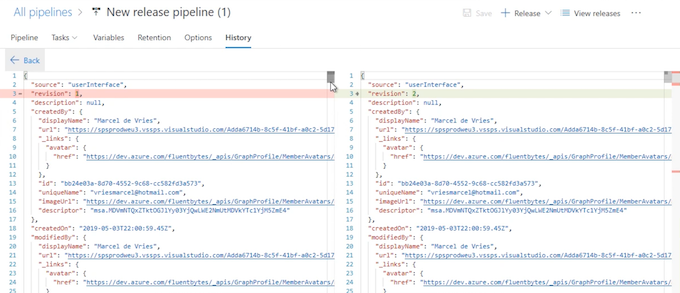 All pipelines > New release pipeline (1)
Save + Release View releases ...
Pipeline Tasks Variables Retention Options History
Back
1 {
2 "source": "userInterface",
3 - "revision": 1,
4 "description": null,
5 "createdBy": {
6 "displayName": "Marcel de Vries",
7 "url": "https://spsprodweu3.vssps.visualstudio.com/Adda6714b-8c5f-41bf-a0c2-5d17
8 "_links": {
9 "avatar": {
10 "href": "https://dev.azure.com/fluentbytes/_apis/GraphProfile/MemberAvatars/
11 }
12 },
13 "id": "bb24e03a-8d70-4552-9c68-cc582fd3a573",
14 "uniqueName": "vriesmarcel@hotmail.com",
15 "imageUrl": "https://dev.azure.com/fluentbytes/_apis/GraphProfile/MemberAvatars/
16 "descriptor":
17 },
18 "createdOn": "2019-05-03T22:00:59.45Z",
19 "modifiedBy": {
20 "displayName": "Marcel de Vries",
21 "url": "https://spsprodweu3.vssps.visualstudio.com/Adda6714b-8c5f-41bf-a0c2-5d17
22 "_links": {
23 "avatar": {
24 "href": "https://dev.azure.com/fluentbytes/_apis/GraphProfile/MemberAvatars/
25 }
1 {
2 "source": "userInterface",
3 + "revision": 2,
4 "description": null,
5 "createdBy": {
6 "displayName": "Marcel de Vries",
7 "url": "https://spsprodweu3.vssps.visualstudio.com/Adda6714b-8c5f-41bf-a0c2-5d17
8 "_links": {
9 "avatar": {
10 "href": "https://dev.azure.com/fluentbytes/_apis/GraphProfile/MemberAvatars/
11 }
12 },
13 "id": "bb24e03a-8d70-4552-9c68-cc582fd3a573",
14 "uniqueName": "vriesmarcel@hotmail.com",
15 "imageUrl": "https://dev.azure.com/fluentbytes/_apis/GraphProfile/MemberAvatars/
16 "descriptor":
17 },
18 "createdOn": "2019-05-03T22:00:59.45Z",
19 "modifiedBy": {
20 "displayName": "Marcel de Vries",
21 "url": "https://spsprodweu3.vssps.visualstudio.com/Adda6714b-8c5f-41bf-a0c2-5d17
22 "_links": {
23 "avatar": {
24 "href": "https://dev.azure.com/fluentbytes/_apis/GraphProfile/MemberAvatars/
25 }